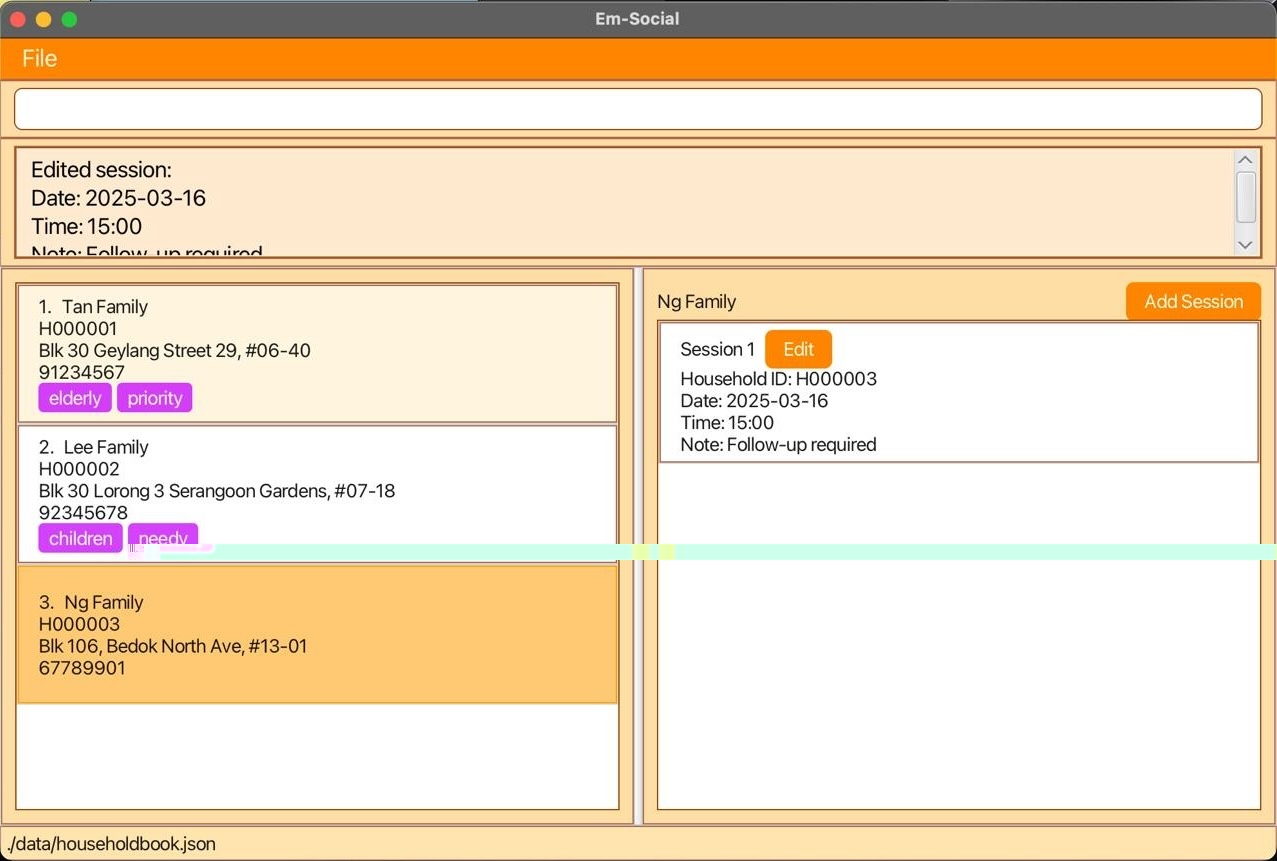 Em-Social
File
Edited session:
Date: 2025-03-16
Time: 15:00
Note: Follow-up required
1. Tan Family
H000001
Blk 30 Geylang Street 29, #06-40
91234567
elderly priority
2. Lee Family
H000002
Blk 30 Lorong 3 Serangoon Gardens, #07-18
92345678
children needy
3. Ng Family
H000003
Blk 106, Bedok North Ave, #13-01
67789901
Ng Family
Add Session
Session 1 Edit
Household ID: H000003
Date: 2025-03-16
Time: 15:00
Note: Follow-up required
./data/householdbook.json